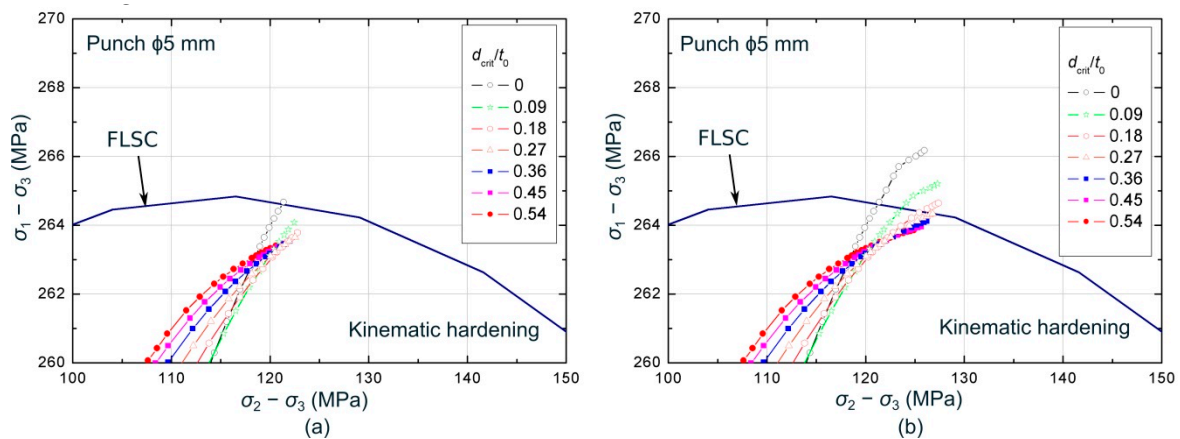 270
268
266
264
262
260
σ₁ − σ₃ (MPa)
Punch ϕ5 mm
FLSC
d_crit/t₀
0
0.09
0.18
0.27
0.36
0.45
0.54
Kinematic hardening
100 110 120 130 140 150
σ₂ − σ₃ (MPa)
(a)
270
268
266
264
262
260
σ₁ − σ₃ (MPa)
Punch ϕ5 mm
FLSC
d_crit/t₀
0
0.09
0.18
0.27
0.36
0.45
0.54
Kinematic hardening
100 110 120 130 140 150
σ₂ − σ₃ (MPa)
(b)